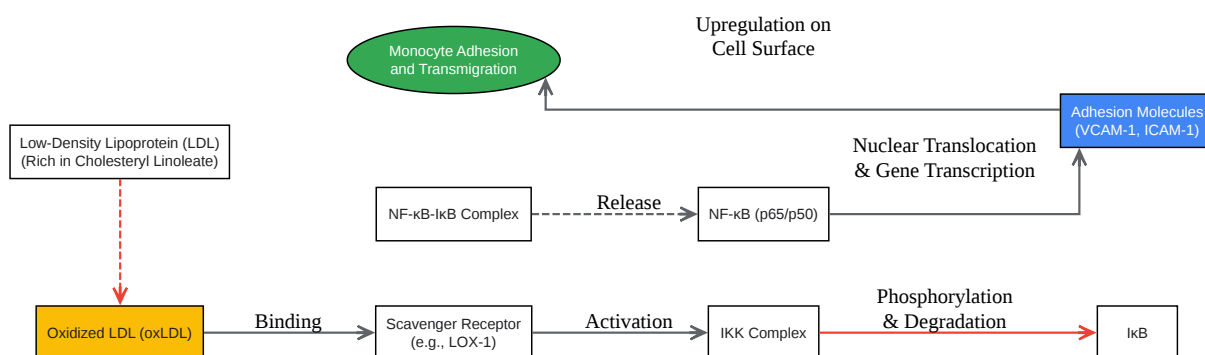 Upregulation on
Cell Surface
Monocyte Adhesion
and Transmigration
Adhesion Molecules
(VCAM-1, ICAM-1)
Low-Density Lipoprotein (LDL)
(Rich in Cholesteryl Linoleate)
Nuclear Translocation
& Gene Transcription
NF-κB-IκB Complex
Release
NF-κB (p65/p50)
Oxidized LDL (oxLDL)
Binding
Scavenger Receptor
(e.g., LOX-1)
Activation
IKK Complex
Phosphorylation
& Degradation
IκB